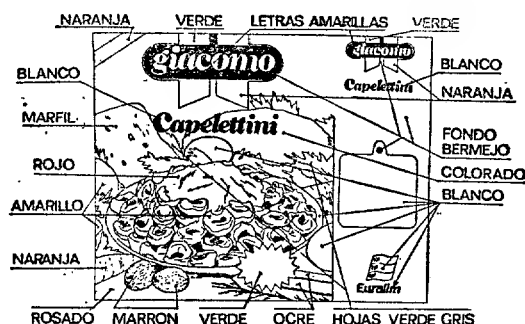 NARANJA VERDE LETRAS AMARILLAS VERDE
giacomo
giacomo
BLANCO
Capelettini
BLANCO
NARANJA
MARFIL
Capelettini
FONDO
BERMEJO
ROJO
COLORADO
BLANCO
AMARILLO
NARANJA
Euralim
ROSADO MARRON VERDE OCRE HOJAS VERDE GRIS